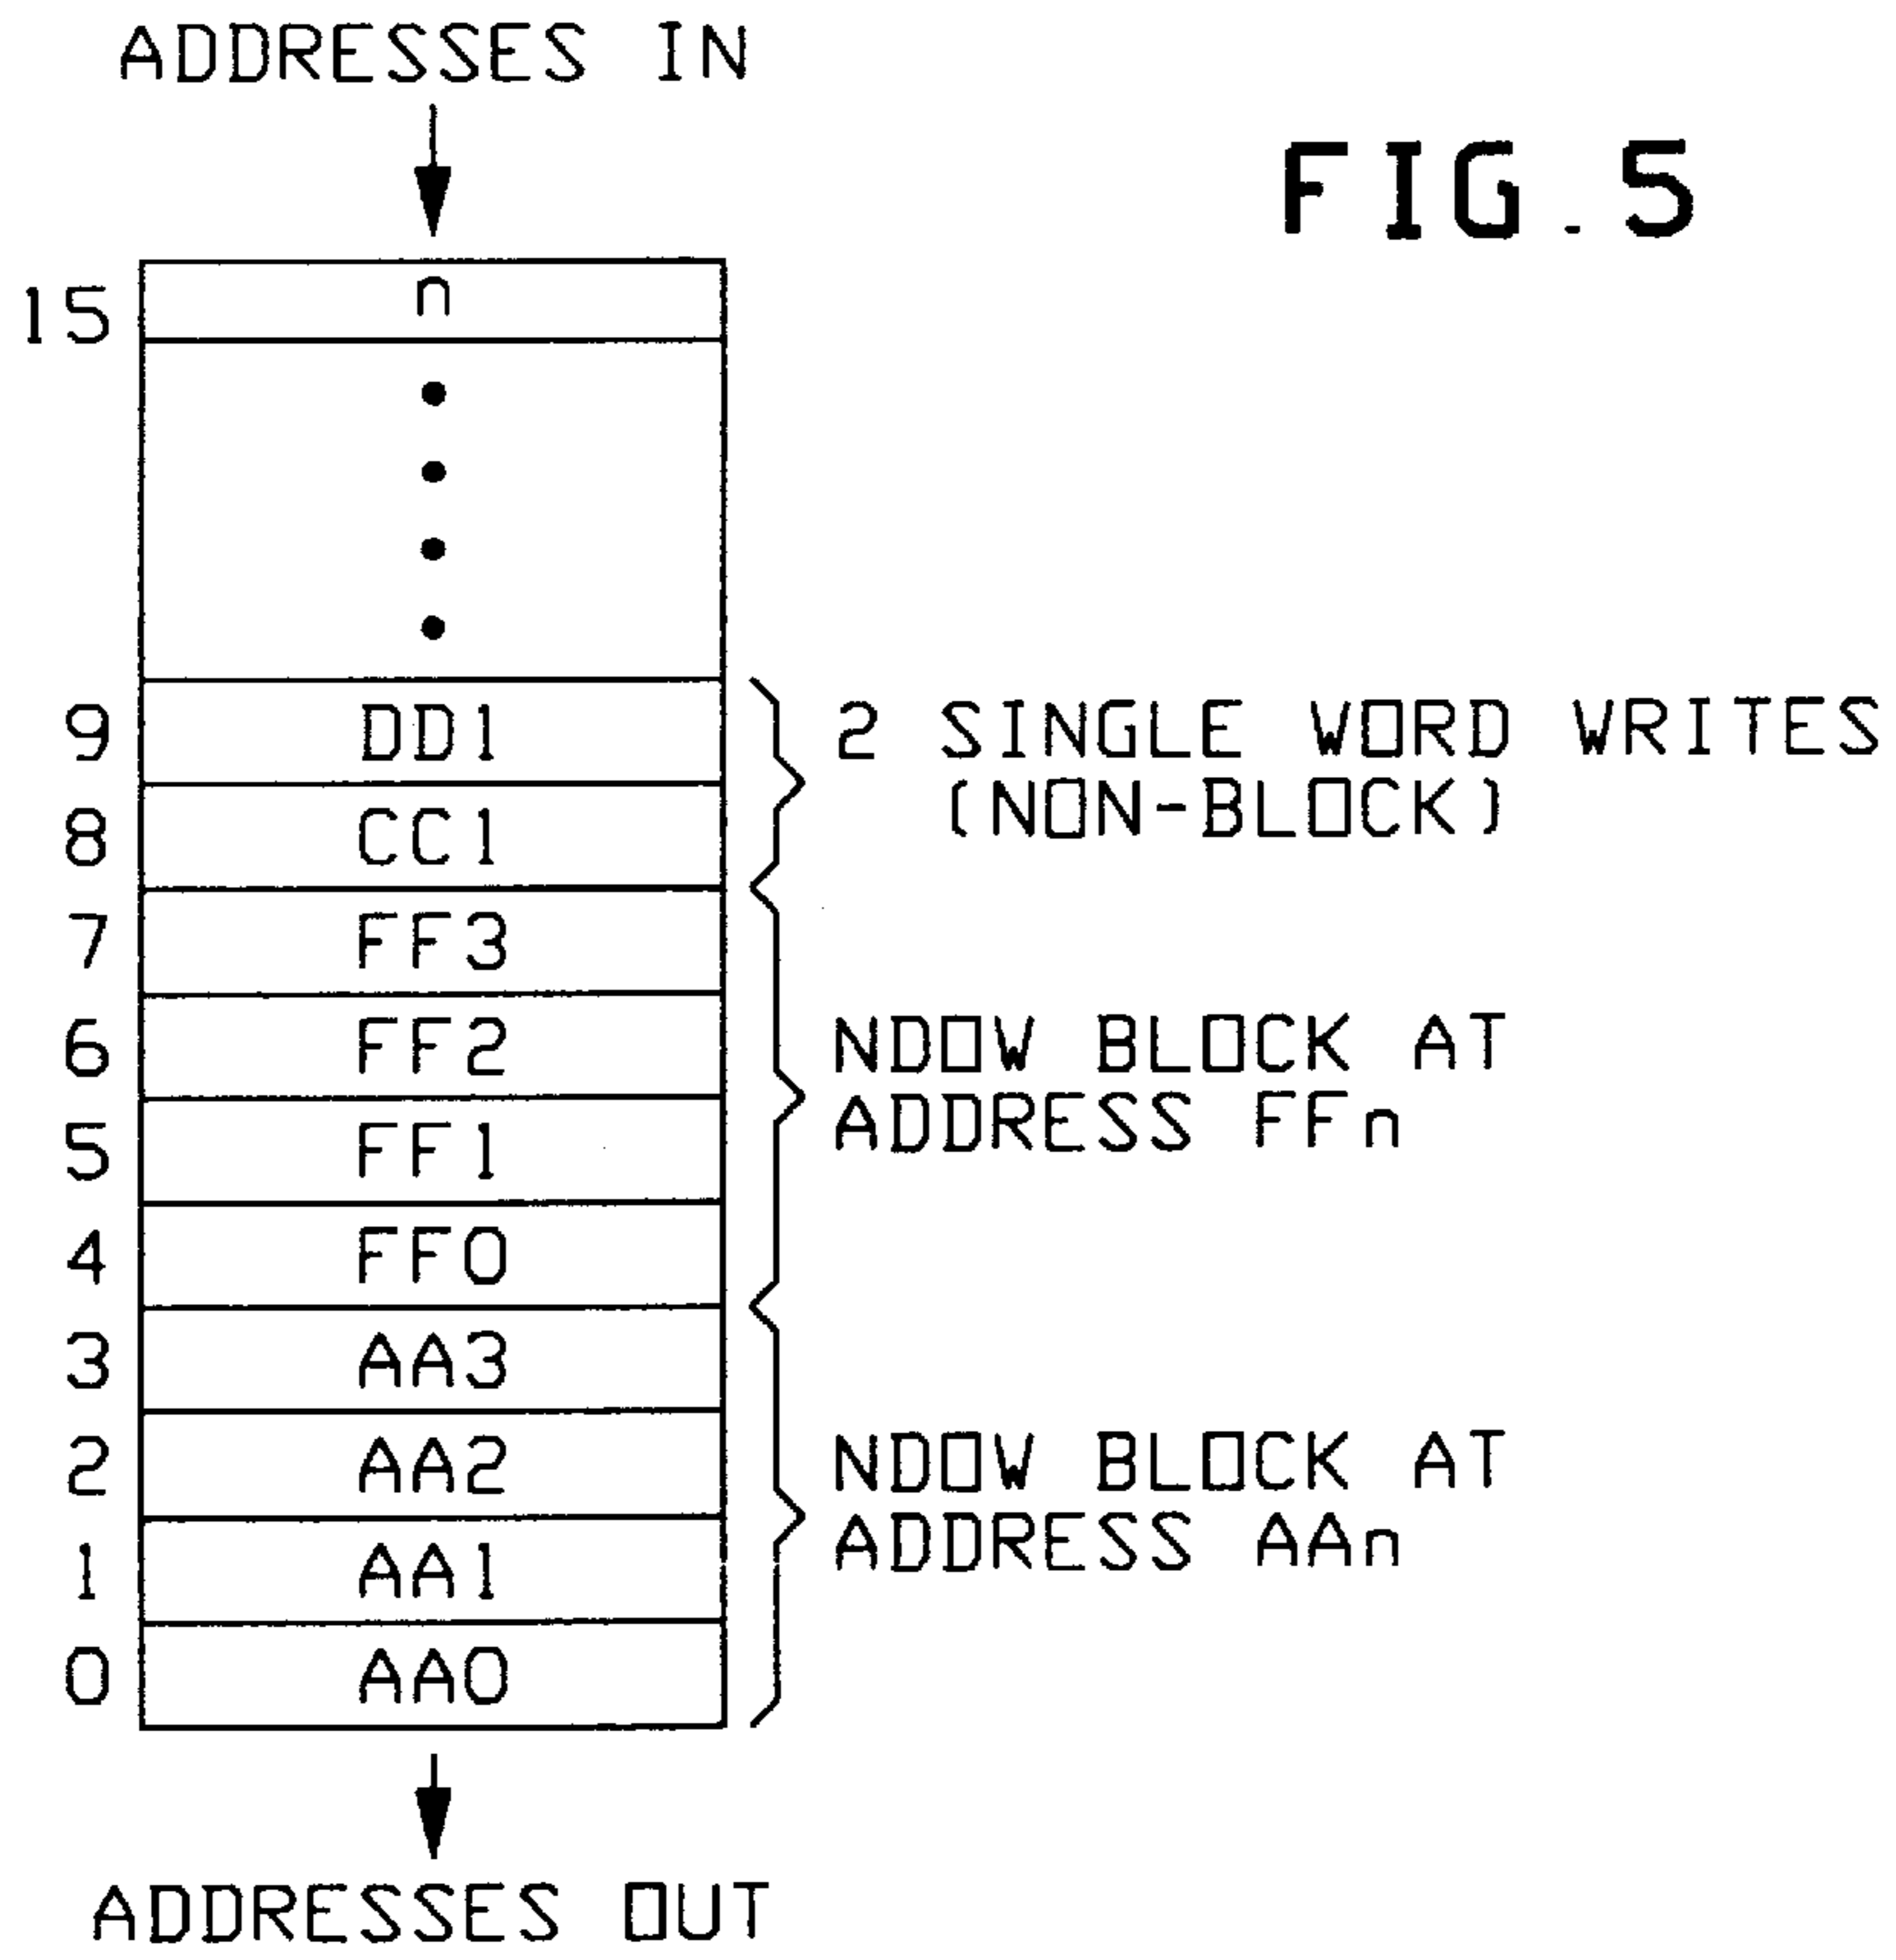 ADDRESSES IN
FIG. 5
15 n
9 DD1
2 SINGLE WORD WRITES
(NON-BLOCK)
8 CC1
7 FF3
6 FF2
NDOW BLOCK AT
ADDRESS FFn
5 FF1
4 FF0
3 AA3
2 AA2
NDOW BLOCK AT
ADDRESS AAn
1 AA1
0 AA0
ADDRESSES OUT